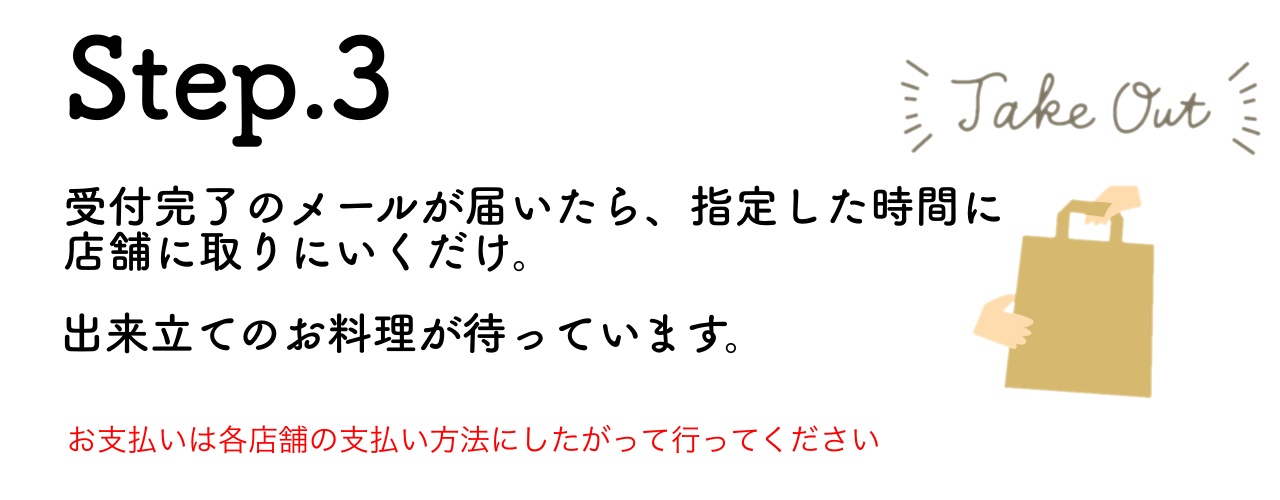 Step.3
Take Out
受付完了のメールが届いたら、指定した時間に
店舗に取りにいくだけ。
出来立てのお料理が待っています。
お支払いは各店舗の支払い方法にしたがって行ってください